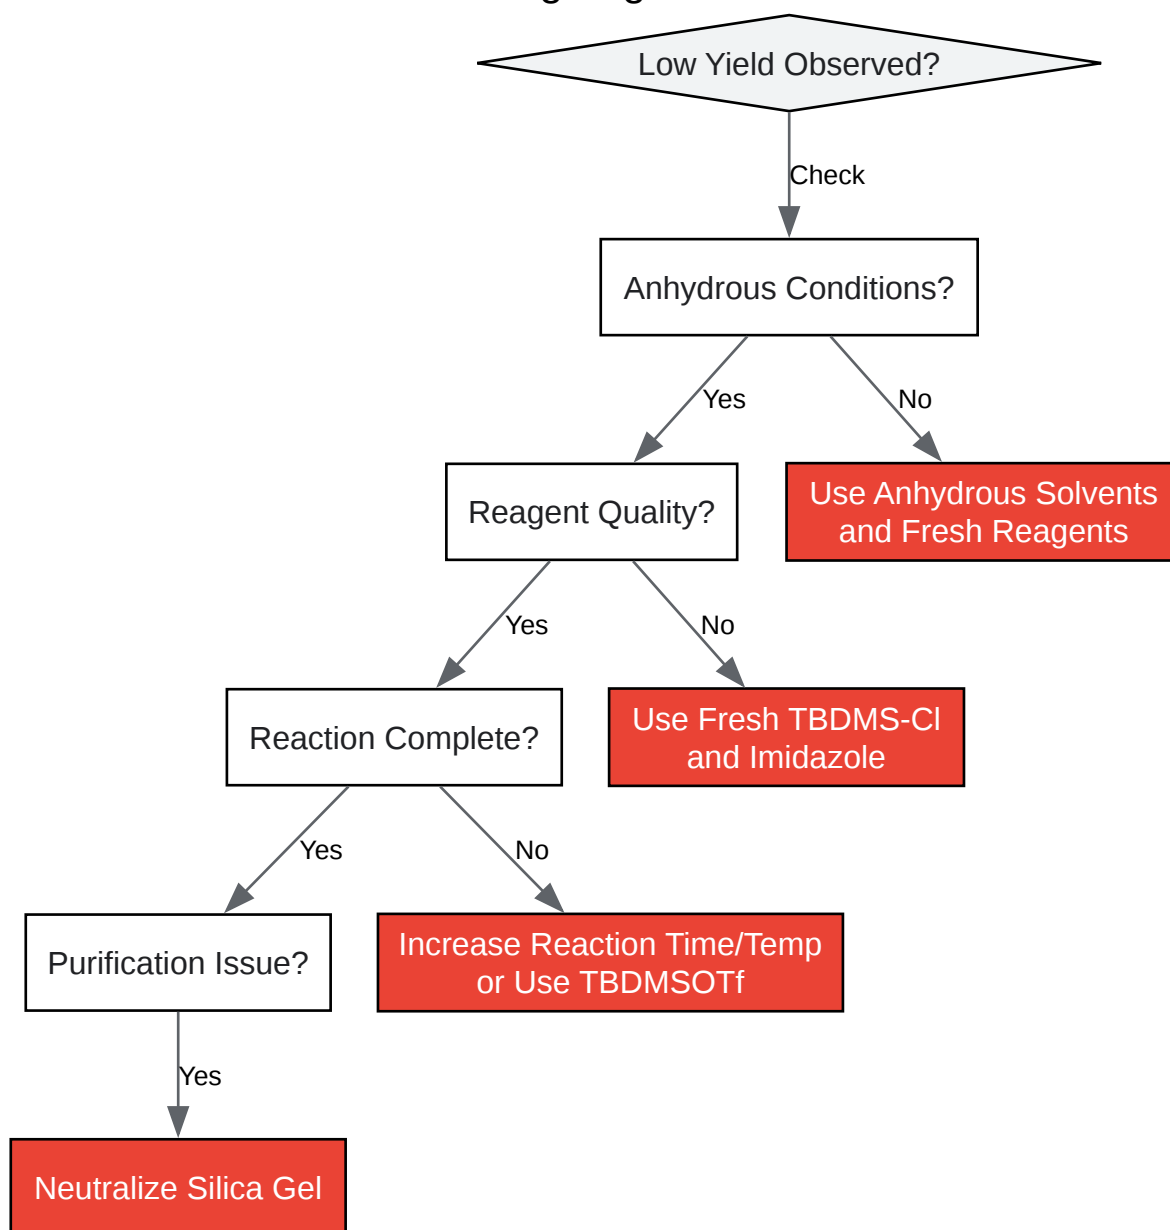 Low Yield Observed?
Check
Anhydrous Conditions?
Yes
No
Reagent Quality?
Use Anhydrous Solvents
and Fresh Reagents
Yes
No
Reaction Complete?
Use Fresh TBDMS-Cl
and Imidazole
Yes
No
Purification Issue?
Increase Reaction Time/Temp
or Use TBDMSOTf
Yes
Neutralize Silica Gel